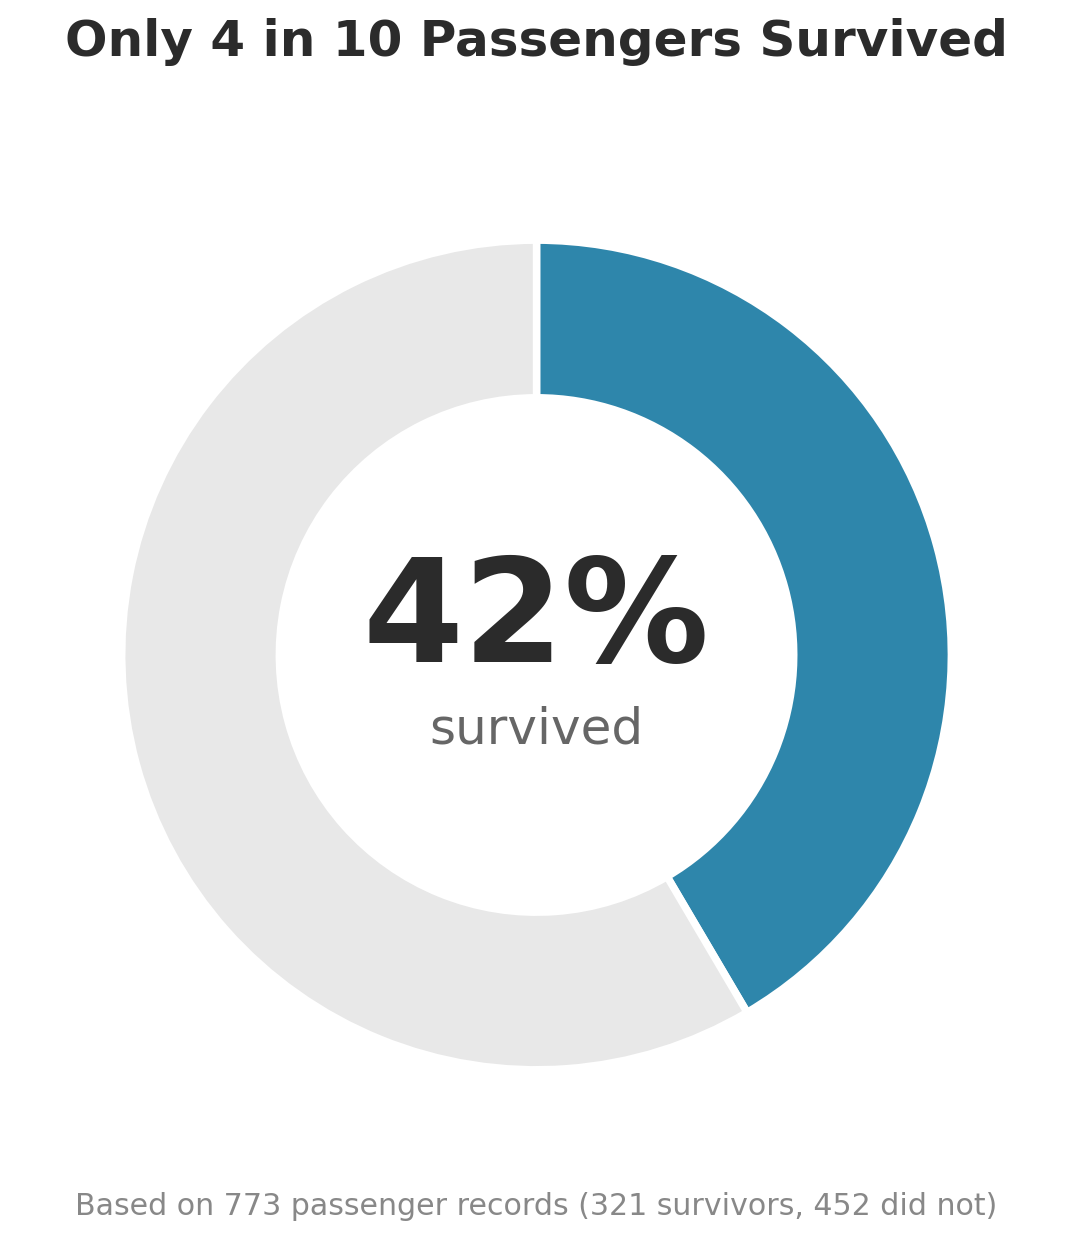 Only 4 in 10 Passengers Survived
42%
survived
Based on 773 passenger records (321 survivors, 452 did not)